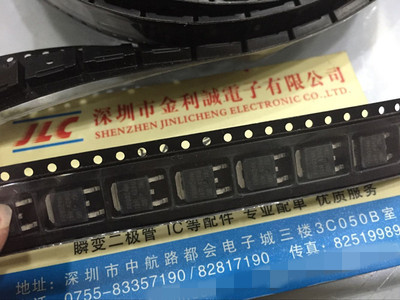 JLC
深圳市金利誠電子有限公司
SHENZHEN JINLICHENG ELECTRONIC CO.,LTD
瞬变二极管 IC等配件 专业配单 优质服务
地址: 深圳市中航路都会电子城三楼3C050B室
0755-83357190/82817190 传真: 82519989